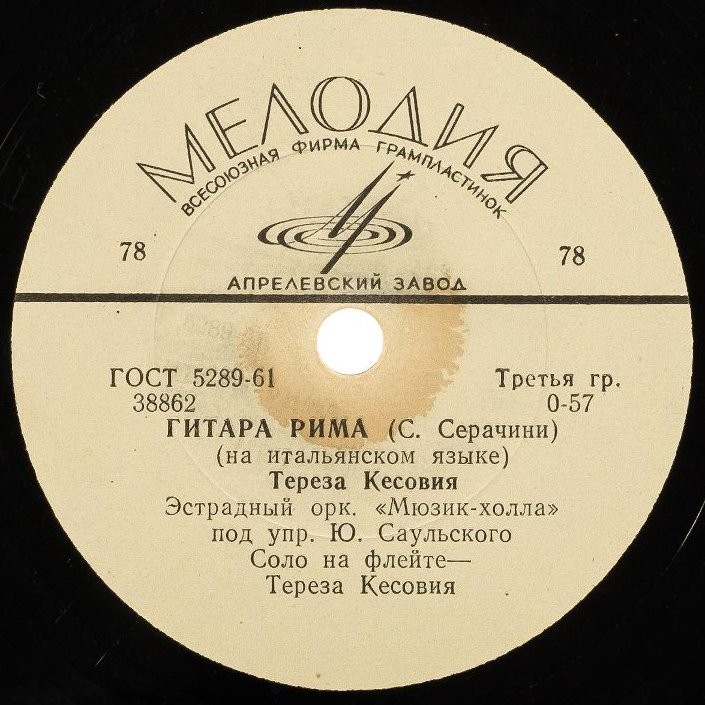 МЕЛОДИЯ
ВСЕСОЮЗНАЯ ФИРМА ГРАМПЛАСТИНОК
78 78
АПРЕЛЕВСКИЙ ЗАВОД
ГОСТ 5289-61 Третья гр.
38862 0-57
ГИТАРА РИМА (С. Серачини)
(на итальянском языке)
Тереза Кесовия
Эстрадный орк. «Мюзик-холла»
под упр. Ю. Саульского
Соло на флейте—
Тереза Кесовия